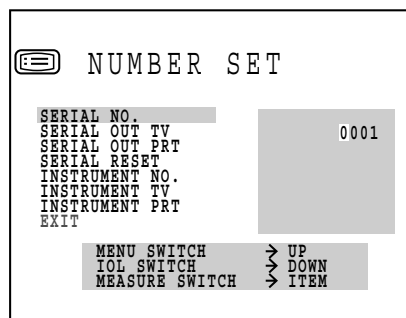 NUMBER SET
SERIAL NO.
SERIAL OUT TV
SERIAL OUT PRT
SERIAL RESET
INSTRUMENT NO.
INSTRUMENT TV
INSTRUMENT PRT
EXIT
0001
MENU SWITCH → UP
IOL SWITCH → DOWN
MEASURE SWITCH → ITEM